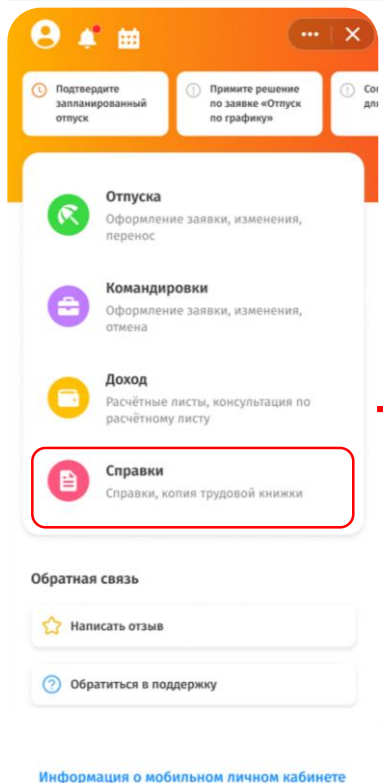 Подтвердите
запланированный
отпуск
Примите решение
по заявке «Отпуск
по графику»
Отпуска
Оформление заявки, изменения,
перенос
Командировки
Оформление заявки, изменения,
отмена
Доход
Расчётные листы, консультация по
расчётному листу
Справки
Справки, копия трудовой книжки
Обратная связь
Написать отзыв
Обратиться в поддержку
Информация о мобильном личном кабинете